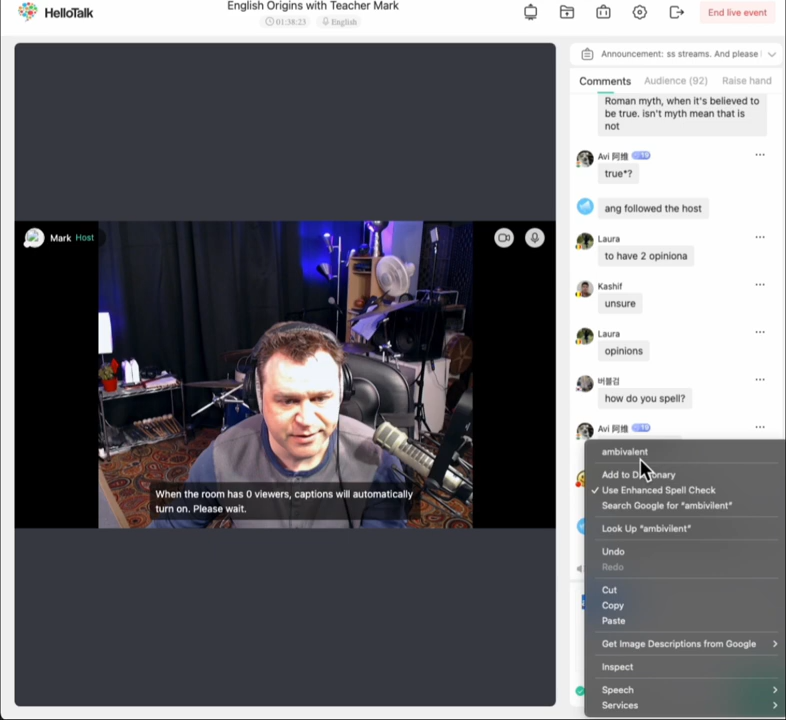 HelloTalk
English Origins with Teacher Mark
01:38:23
English
End live event
Announcement: ss streams. And please
Comments
Audience (92)
Raise hand
Roman myth, when it's believed to
be true. isn't myth mean that is
not
Avi 阿维
true*?
ang followed the host
Laura
to have 2 opiniona
Kashif
unsure
Laura
opinions
버블검
how do you spell?
Avi 阿维
Mark Host
When the room has 0 viewers, captions will automatically
turn on. Please wait.
ambivalent
Add to Dictionary
✓ Use Enhanced Spell Check
Search Google for "ambivilent"
Look Up "ambivilent"
Undo
Redo
Cut
Copy
Paste
Get Image Descriptions from Google
Inspect
Speech
Services